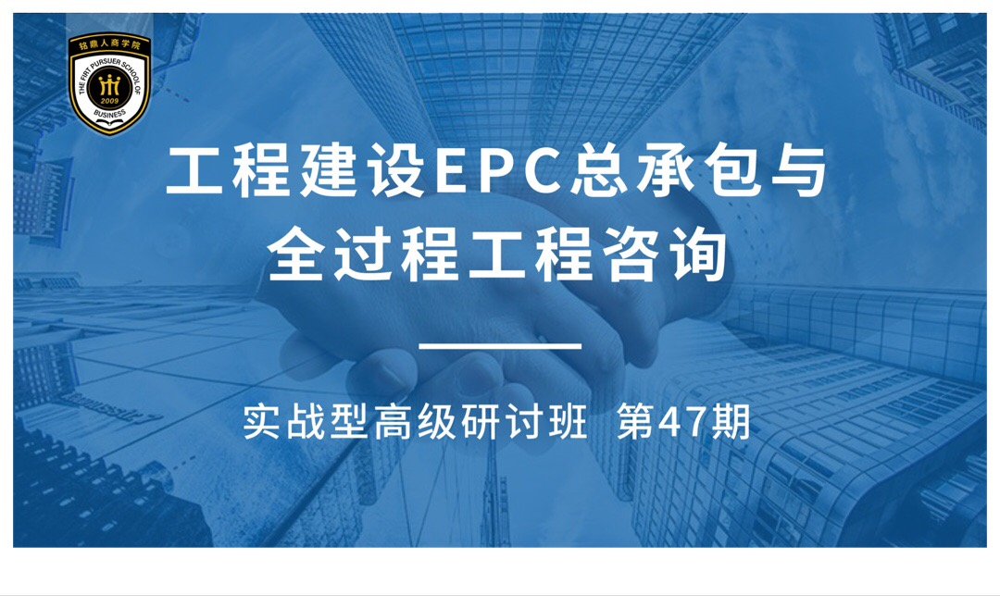 铭鼎人商学院
THE FIRT PURSUER SCHOOL OF
2009
BUSINESS
工程建设EPC总承包与
全过程工程咨询
实战型高级研讨班 第47期